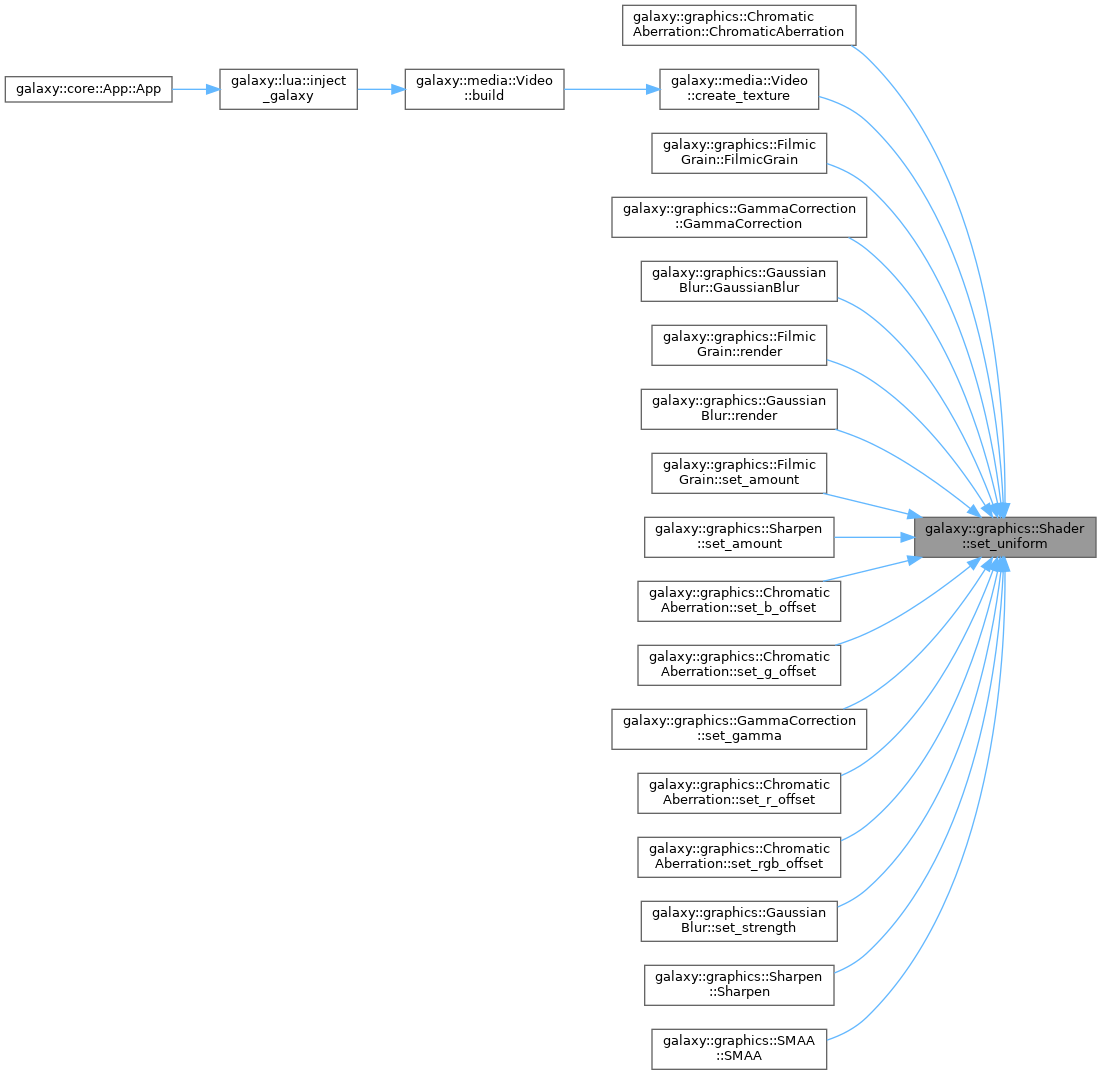 galaxy::graphics::Chromatic
Aberration::ChromaticAberration
galaxy::core::App::App
galaxy::lua::inject
_galaxy
galaxy::media::Video
::build
galaxy::media::Video
::create_texture
galaxy::graphics::Filmic
Grain::FilmicGrain
galaxy::graphics::GammaCorrection
::GammaCorrection
galaxy::graphics::Gaussian
Blur::GaussianBlur
galaxy::graphics::Filmic
Grain::render
galaxy::graphics::Gaussian
Blur::render
galaxy::graphics::Filmic
Grain::set_amount
galaxy::graphics::Sharpen
::set_amount
galaxy::graphics::Shader
::set_uniform
galaxy::graphics::Chromatic
Aberration::set_b_offset
galaxy::graphics::Chromatic
Aberration::set_g_offset
galaxy::graphics::GammaCorrection
::set_gamma
galaxy::graphics::Chromatic
Aberration::set_r_offset
galaxy::graphics::Chromatic
Aberration::set_rgb_offset
galaxy::graphics::Gaussian
Blur::set_strength
galaxy::graphics::Sharpen
::Sharpen
galaxy::graphics::SMAA
::SMAA